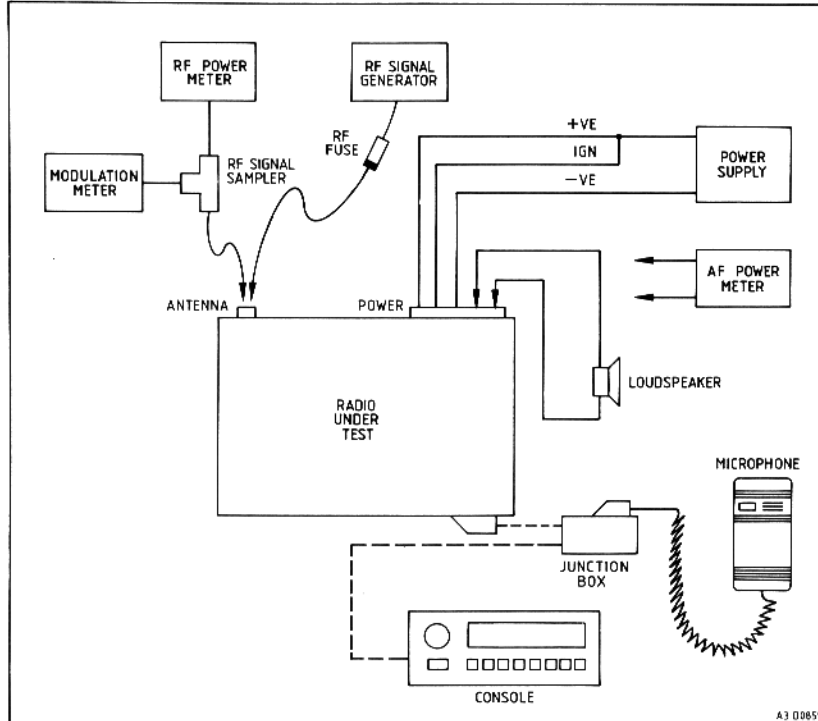 RF POWER
METER
RF SIGNAL
GENERATOR
RF
FUSE
+VE
IGN
-VE
POWER
SUPPLY
MODULATION
METER
RF SIGNAL
SAMPLER
AF POWER
METER
ANTENNA
POWER
LOUDSPEAKER
RADIO
UNDER
TEST
MICROPHONE
JUNCTION
BOX
CONSOLE